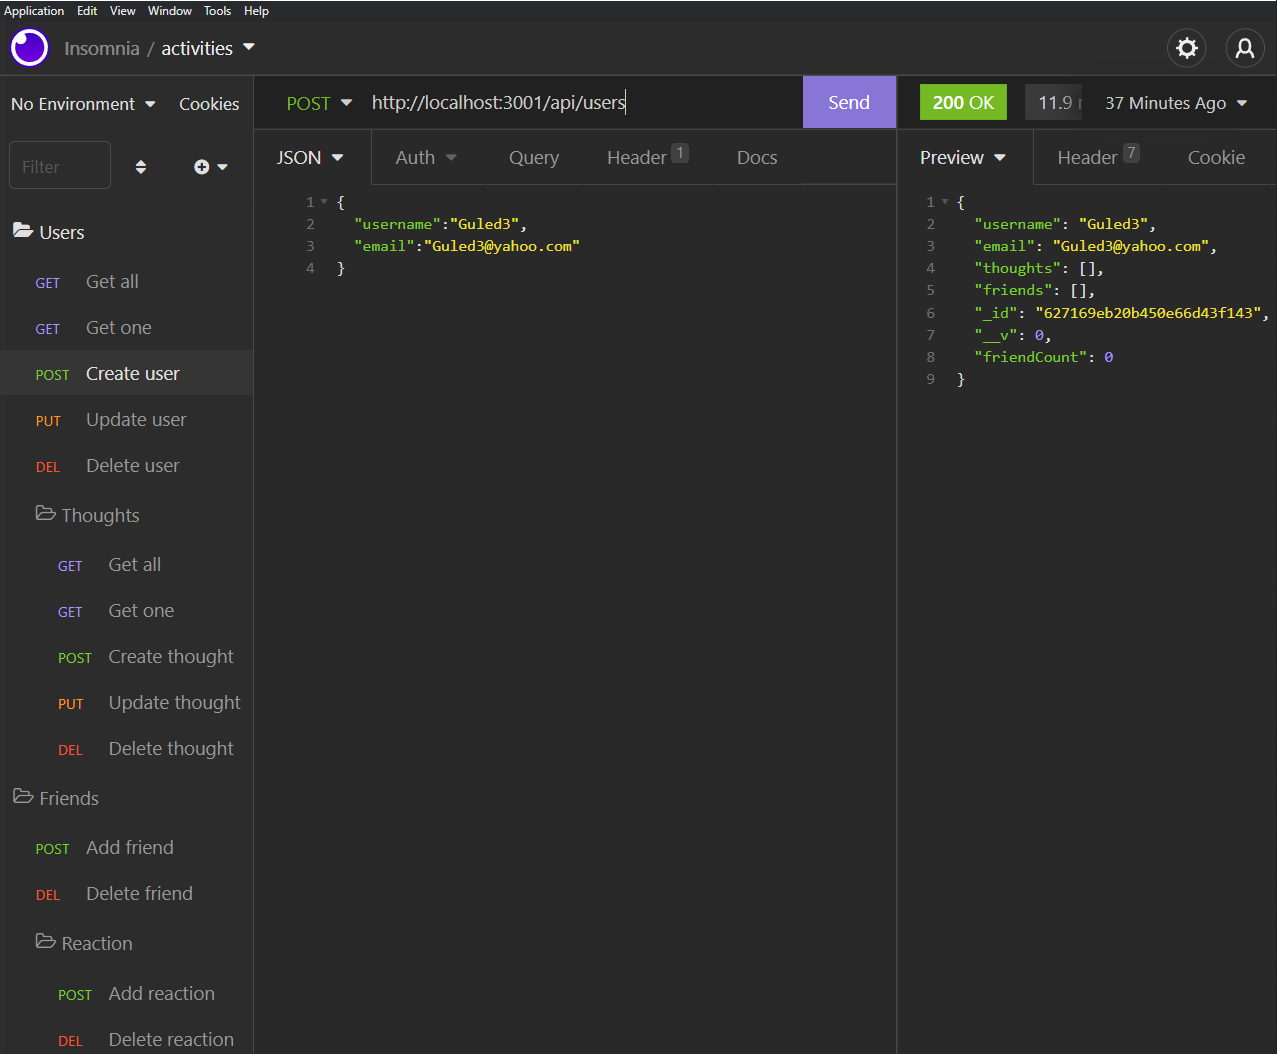 Application Edit View Window Tools Help
Insomnia / activities
No Environment Cookies
POST http://localhost:3001/api/users Send
200 OK 11.9 37 Minutes Ago
Filter
JSON Auth Query Header 1 Docs
Preview Header 7 Cookie
Users
GET Get all
GET Get one
POST Create user
PUT Update user
DEL Delete user
Thoughts
GET Get all
GET Get one
POST Create thought
PUT Update thought
DEL Delete thought
Friends
POST Add friend
DEL Delete friend
Reaction
POST Add reaction
DEL Delete reaction
1 {
2 "username":"Guled3",
3 "email":"Guled3@yahoo.com"
4 }
1 {
2 "username": "Guled3",
3 "email": "Guled3@yahoo.com",
4 "thoughts": [],
5 "friends": [],
6 "_id": "627169eb20b450e66d43f143",
7 "__v": 0,
8 "friendCount": 0
9 }